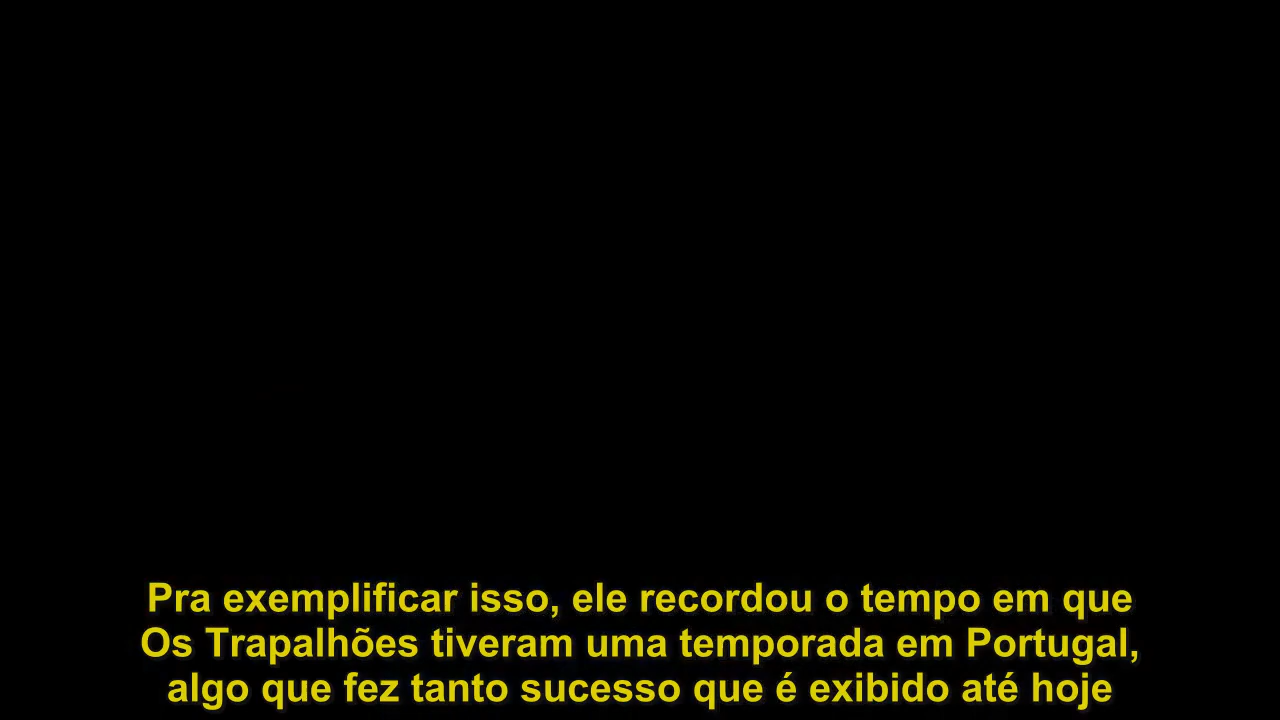 Pra exemplificar isso, ele recordou o tempo em que
Os Trapalhões tiveram uma temporada em Portugal,
algo que fez tanto sucesso que é exibido até hoje